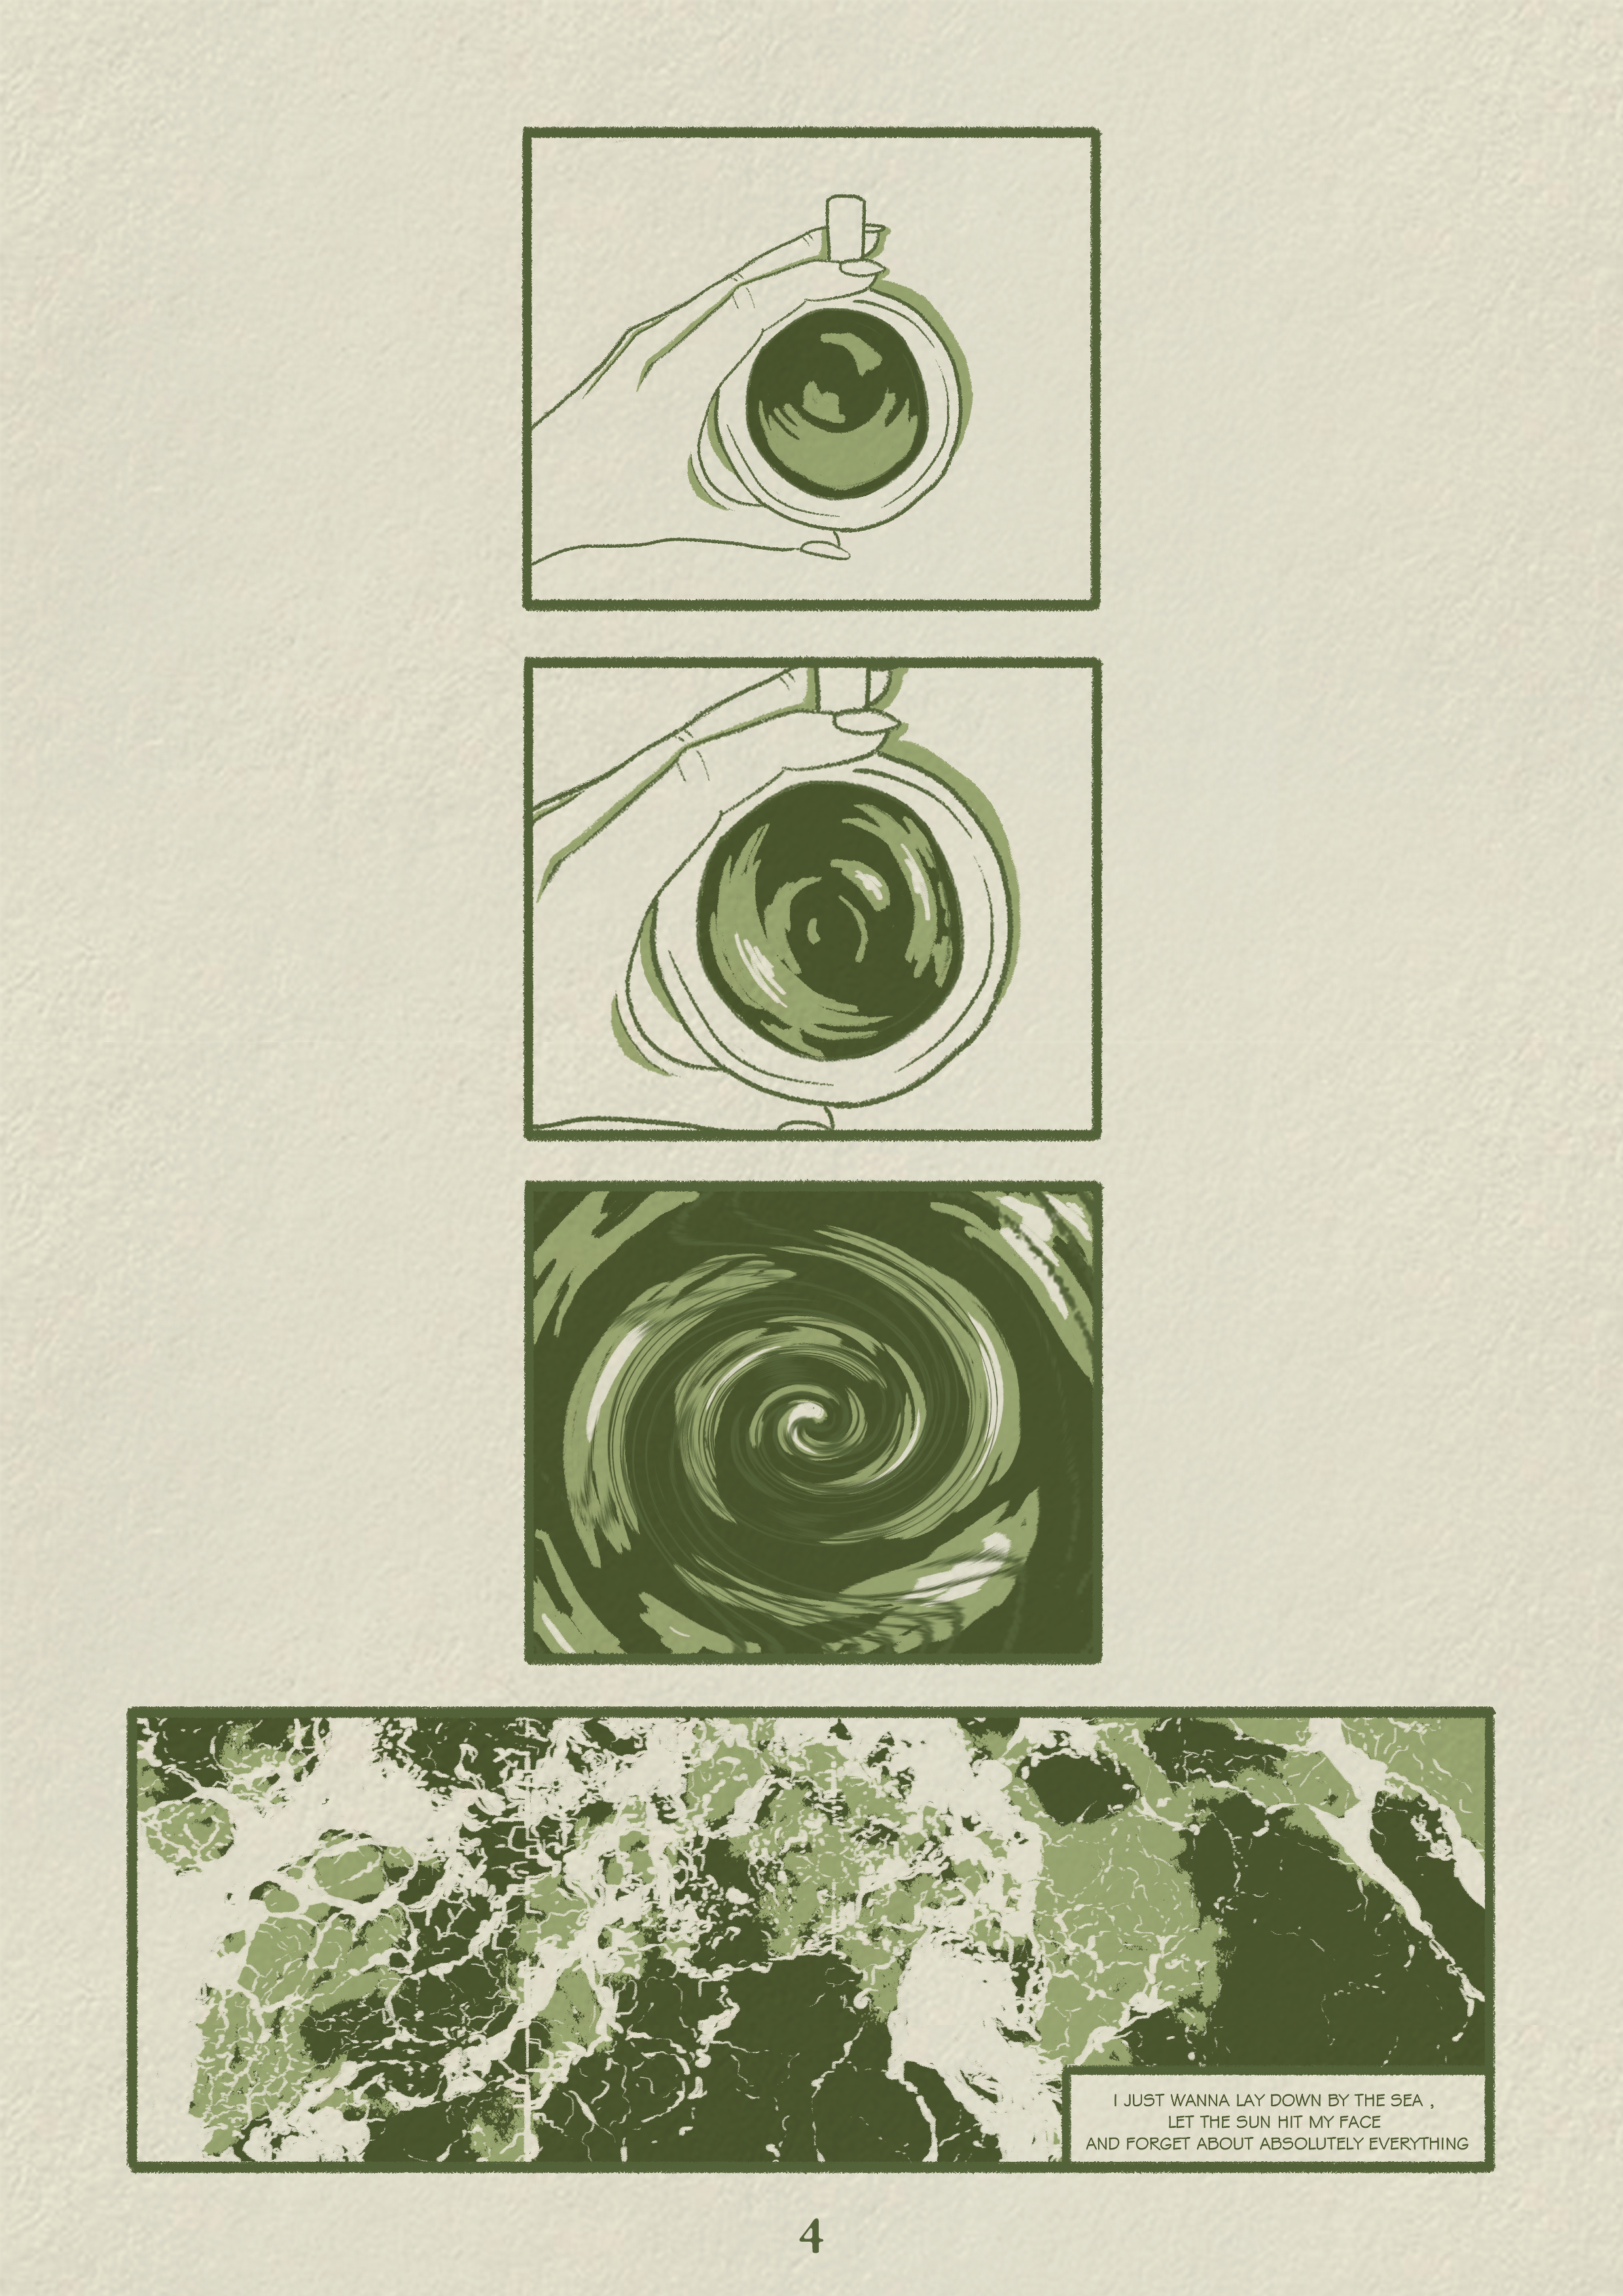 I JUST WANNA LAY DOWN BY THE SEA ,
LET THE SUN HIT MY FACE
AND FORGET ABOUT ABSOLUTELY EVERYTHING
4